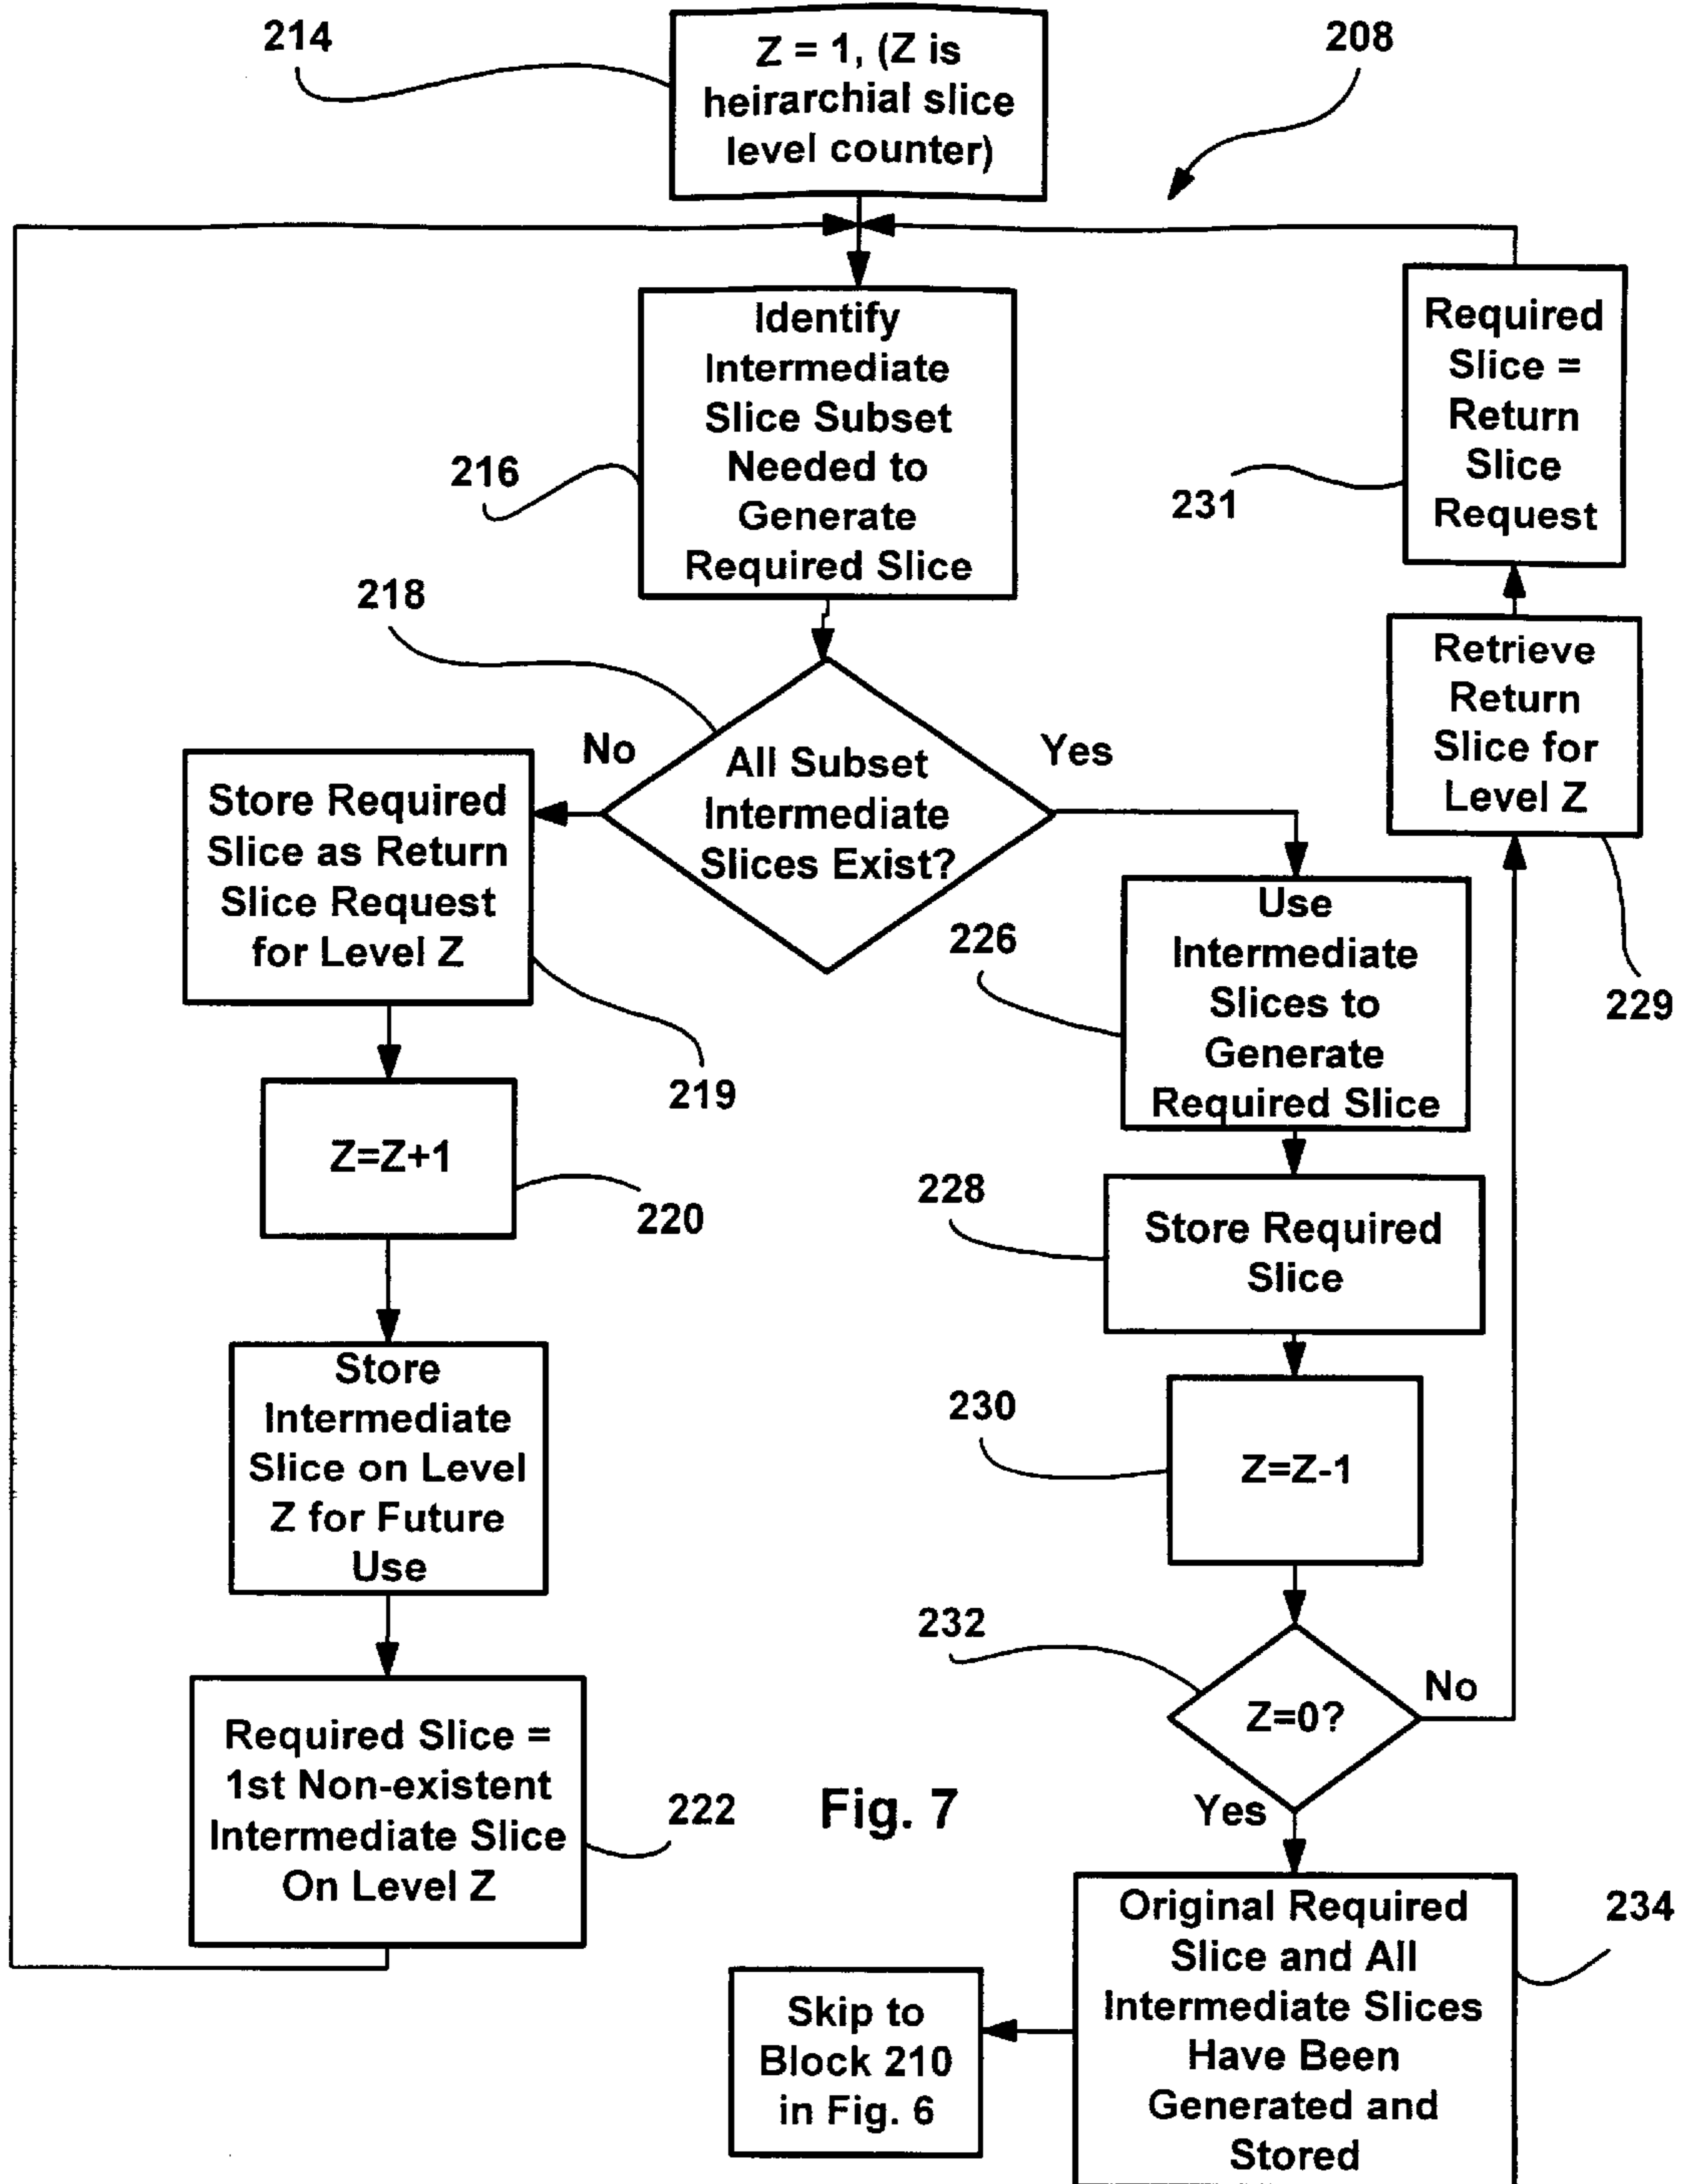 214
Z = 1, (Z is
heirarchial slice
level counter)
208
Identify
Intermediate
Slice Subset
Needed to
Generate
Required Slice
216
Required
Slice =
Return
Slice
Request
231
218
Retrieve
Return
Slice for
Level Z
229
No
All Subset
Intermediate
Slices Exist?
Yes
Store Required
Slice as Return
Slice Request
for Level Z
219
226
Use
Intermediate
Slices to
Generate
Required Slice
Z=Z+1
220
228
Store Required
Slice
Store
Intermediate
Slice on Level
Z for Future
Use
230
Z=Z-1
232
Z=0?
No
Yes
Required Slice =
1st Non-existent
Intermediate Slice
On Level Z
222
Fig. 7
Original Required
Slice and All
Intermediate Slices
Have Been
Generated and
Stored
234
Skip to
Block 210
in Fig. 6